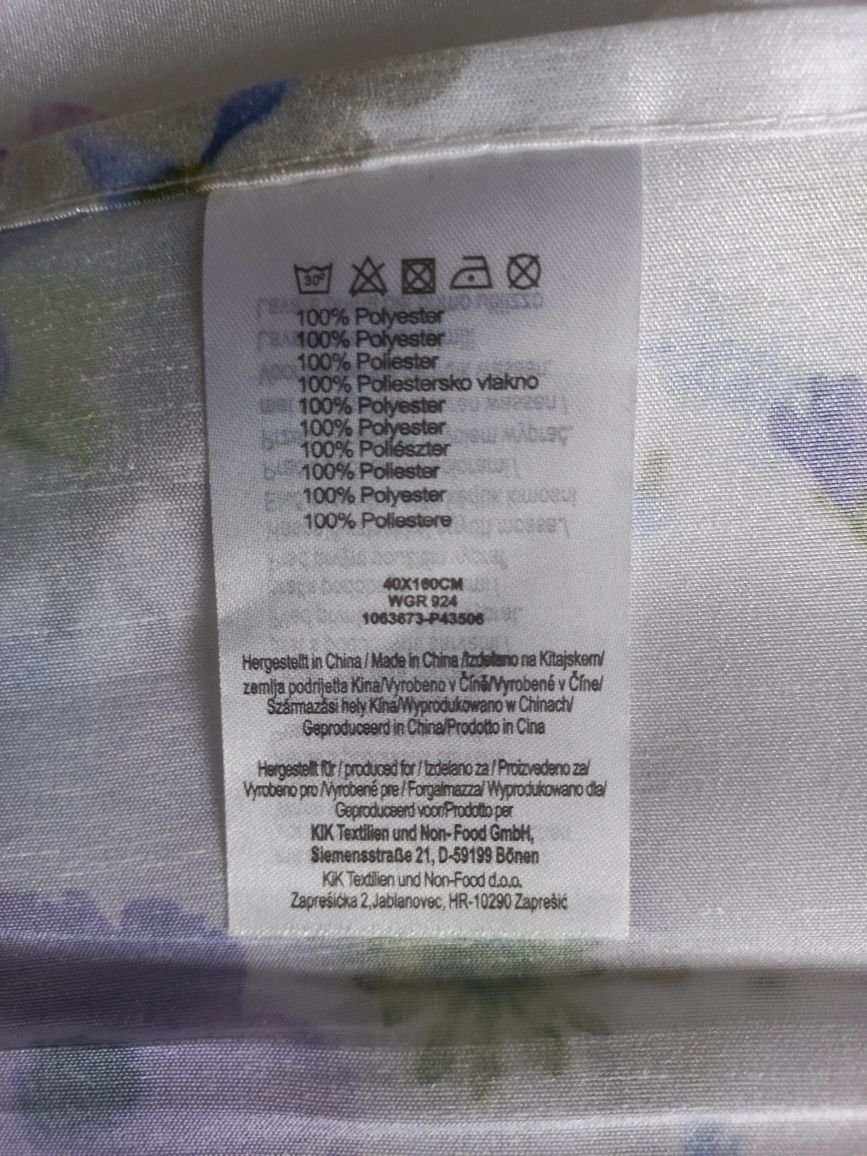 30°
100% Polyester
100% Polyester
100% Poliester
100% Poliestersko vlakno
100% Polyester
100% Polyester
100% Poliészter
100% Poliester
100% Polyester
100% Poliestere
40X160CM
WGR 924
1063673-P43506
Hergestellt in China / Made in China /Izdelano na Kitajskem/
zemlja podrijetla Kina/Vyrobeno v Číně/Vyrobené v Číne/
Származási hely Kína/Wyprodukowano w Chinach/
Geproduceerd in China/Prodotto in Cina
Hergestellt für / produced for / Izdelano za / Proizvedeno za/
Vyrobeno pro /Vyrobené pre / Forgalmazza/ Wyprodukowano dla/
Geproduceerd voor/Prodotto per
KIK Textilien und Non- Food GmbH,
Siemensstraße 21, D-59199 Bönen
KiK Textilien und Non-Food d.o.o.
Zaprešićka 2,Jablanovec, HR-10290 Zaprešić